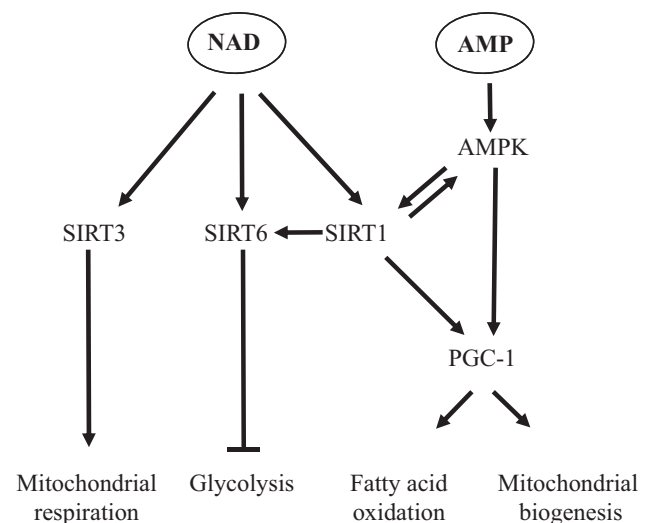 NAD
AMP
AMPK
SIRT3
SIRT6
SIRT1
PGC-1
Mitochondrial
respiration
Glycolysis
Fatty acid
oxidation
Mitochondrial
biogenesis